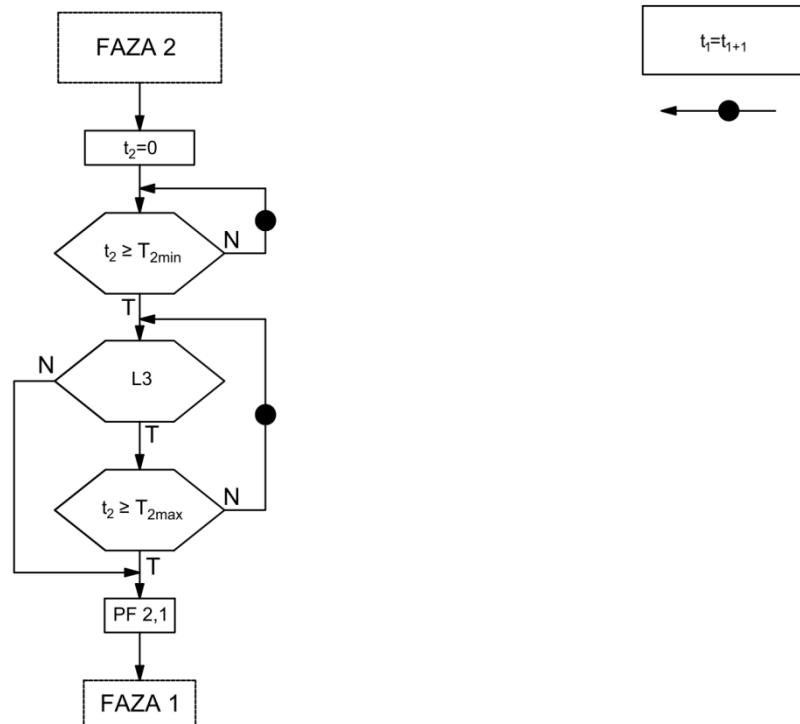 FAZA 2
t₁=t₁₊₁
t₂=0
N
t₂ ≥ T₂ₘᵢₙ
T
N
L3
T
N
t₂ ≥ T₂ₘₐₓ
T
PF 2,1
FAZA 1